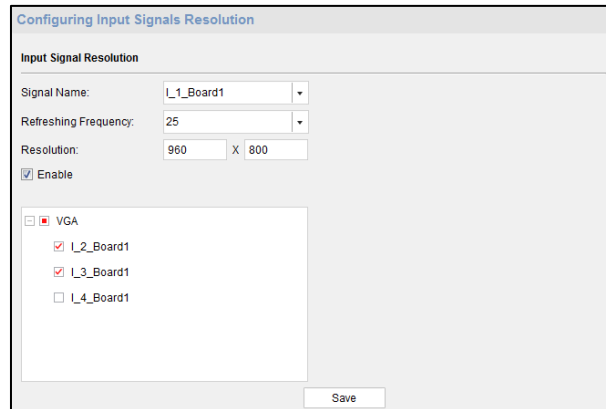 Configuring Input Signals Resolution
Input Signal Resolution
Signal Name: I_1_Board1
Refreshing Frequency: 25
Resolution: 960 X 800
Enable
VGA
I_2_Board1
I_3_Board1
I_4_Board1
Save